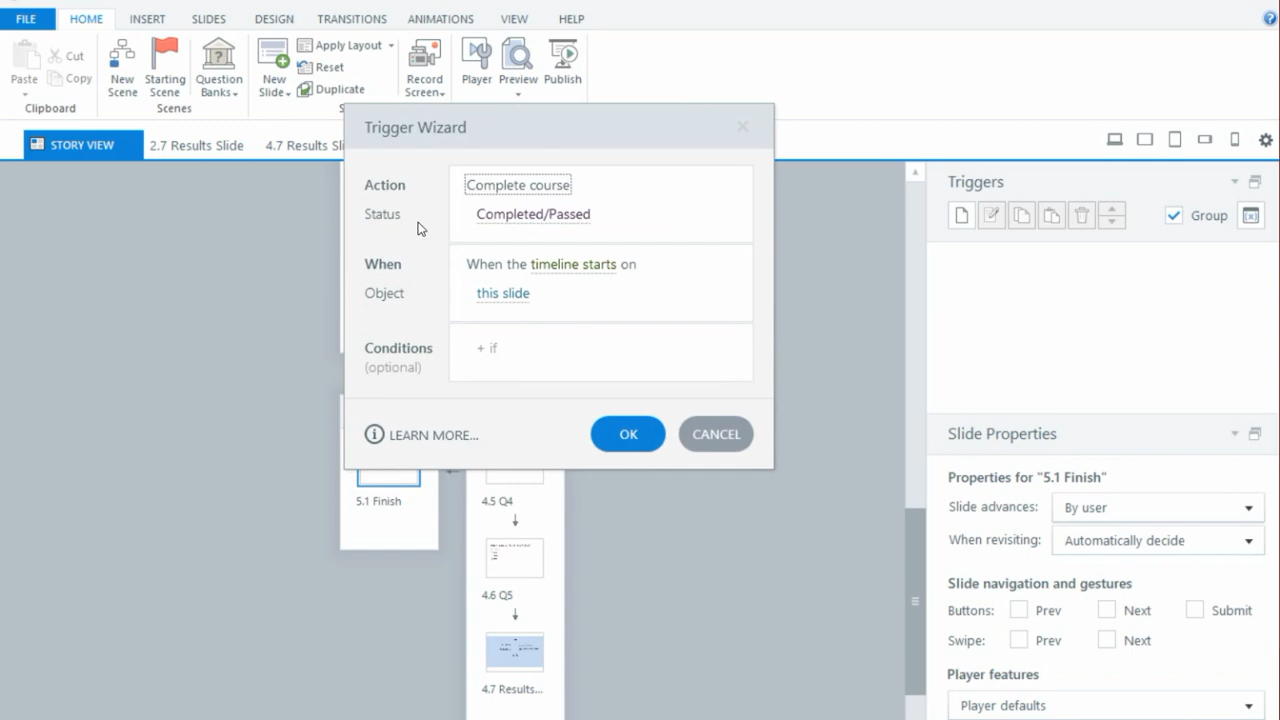 FILE HOME INSERT SLIDES DESIGN TRANSITIONS ANIMATIONS VIEW HELP
Paste Cut Copy
Clipboard
New Scene Starting Scene Question Banks
Scenes
New Slide Apply Layout Reset Duplicate
Record Screen
Player Preview Publish
STORY VIEW 2.7 Results Slide 4.7 Results Sli
Trigger Wizard
Action Complete course
Status Completed/Passed
When When the timeline starts on
Object this slide
Conditions + if
(optional)
LEARN MORE... OK CANCEL
5.1 Finish
4.5 Q4
4.6 Q5
4.7 Results...
Triggers
Group
Slide Properties
Properties for "5.1 Finish"
Slide advances: By user
When revisiting: Automatically decide
Slide navigation and gestures
Buttons: Prev Next Submit
Swipe: Prev Next
Player features
Player defaults